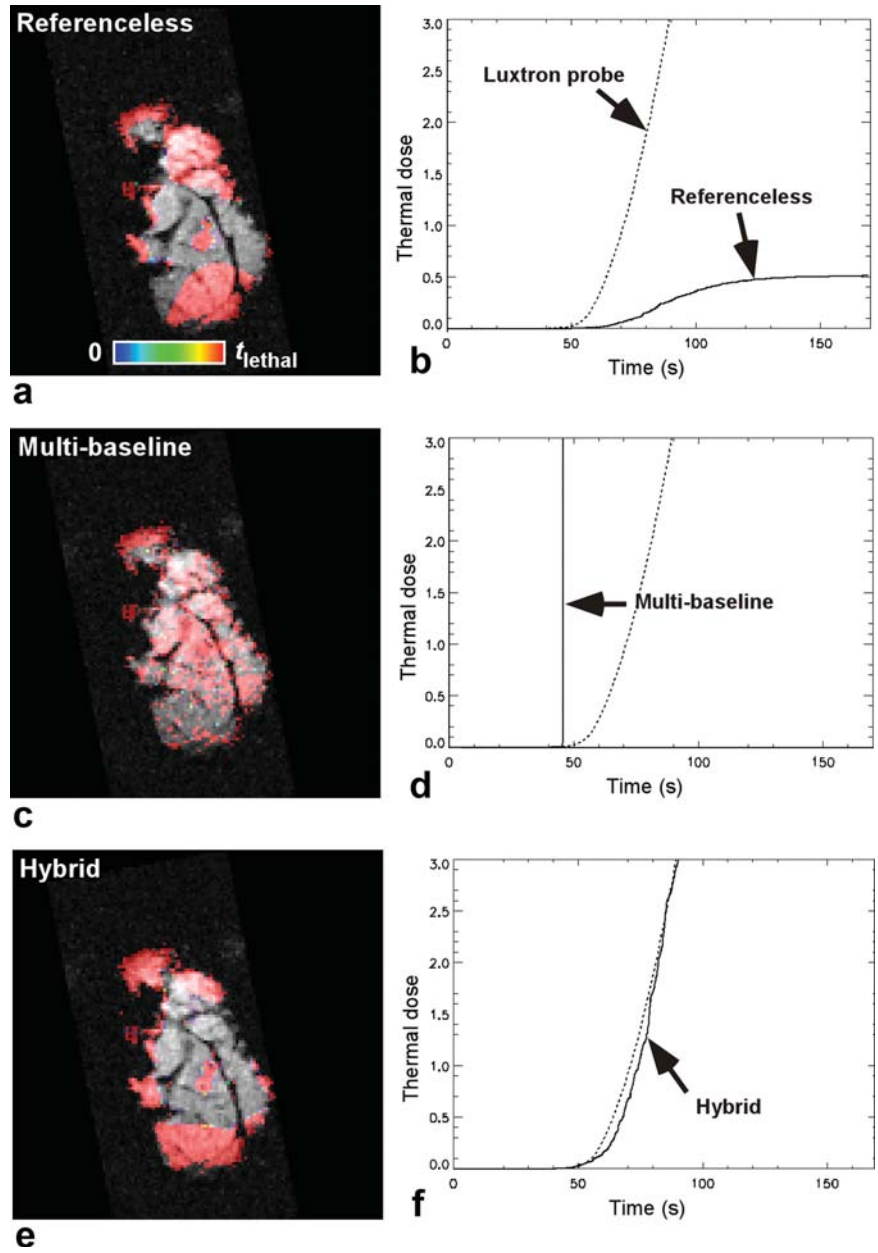 Referenceless
0
t_lethal
a
3.0
2.5
2.0
1.5
1.0
0.5
0.0
Thermal dose
Luxtron probe
Referenceless
0
50
100
150
Time (s)
b
Multi-baseline
c
3.0
2.5
2.0
1.5
1.0
0.5
0.0
Thermal dose
Multi-baseline
0
50
100
150
Time (s)
d
Hybrid
e
3.0
2.5
2.0
1.5
1.0
0.5
0.0
Thermal dose
Hybrid
0
50
100
150
Time (s)
f